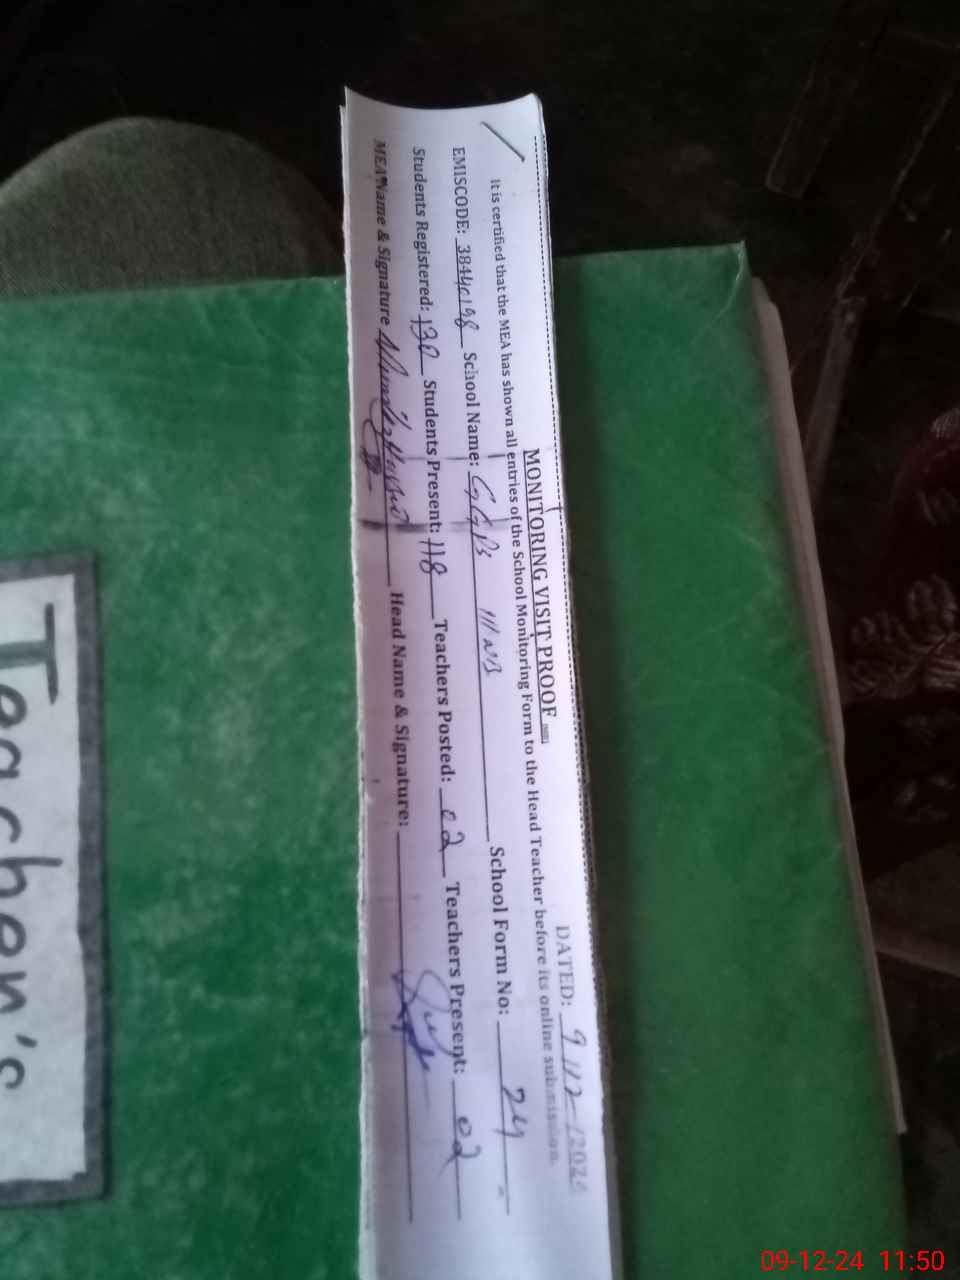 MONITORING VISIT PROOF
DATED: 9/12/2024
It is certified that the MEA has shown all entries of the School Monitoring Form to the Head Teacher before its online submission.
EMISCODE: 38440198 School Name: GGPS 111 NB School Form No: 24
Students Registered: 130 Students Present: 118 Teachers Posted: 02 Teachers Present: 02
MEA Name & Signature Head Name & Signature:
Teacher's
09-12-24 11:50